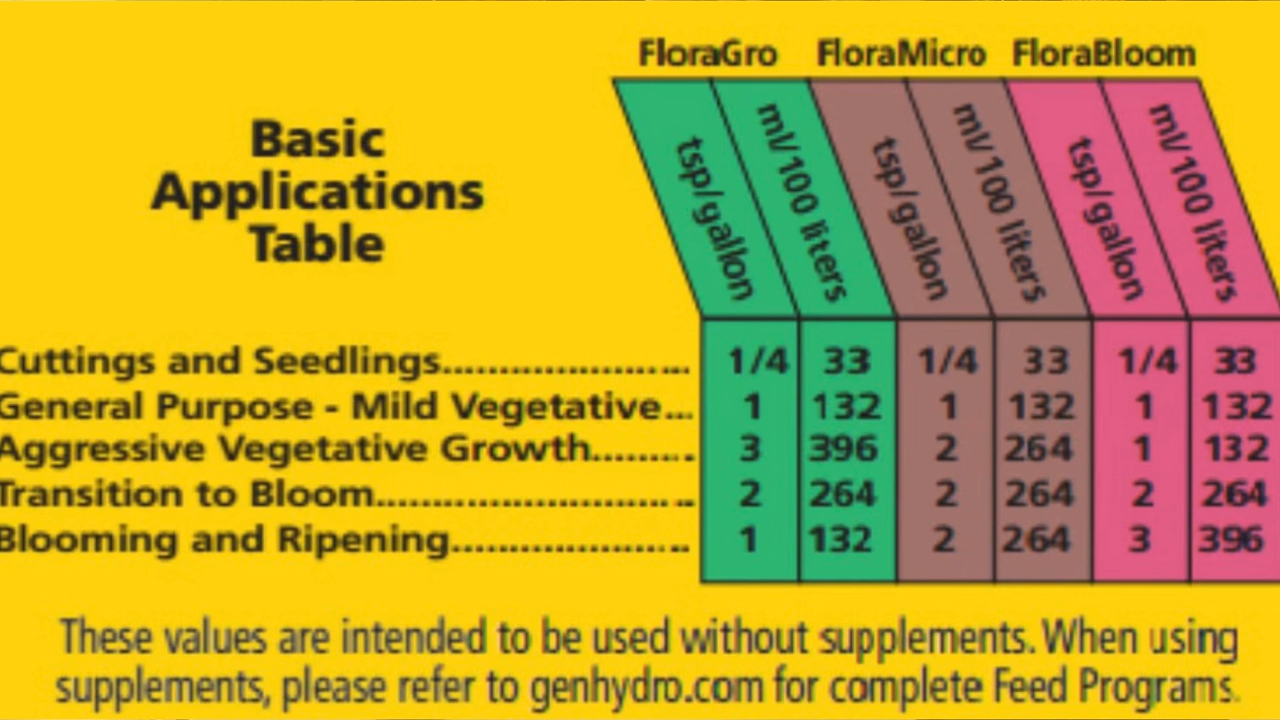 FloraGro FloraMicro FloraBloom
Basic
Applications
Table
tsp/gallon ml/100 liters tsp/gallon ml/100 liters tsp/gallon ml/100 liters
Cuttings and Seedlings...................... 1/4 33 1/4 33 1/4 33
General Purpose - Mild Vegetative... 1 132 1 132 1 132
Aggressive Vegetative Growth......... 3 396 2 264 1 132
Transition to Bloom............................ 2 264 2 264 2 264
Blooming and Ripening..................... 1 132 2 264 3 396
These values are intended to be used without supplements. When using
supplements, please refer to genhydro.com for complete Feed Programs.